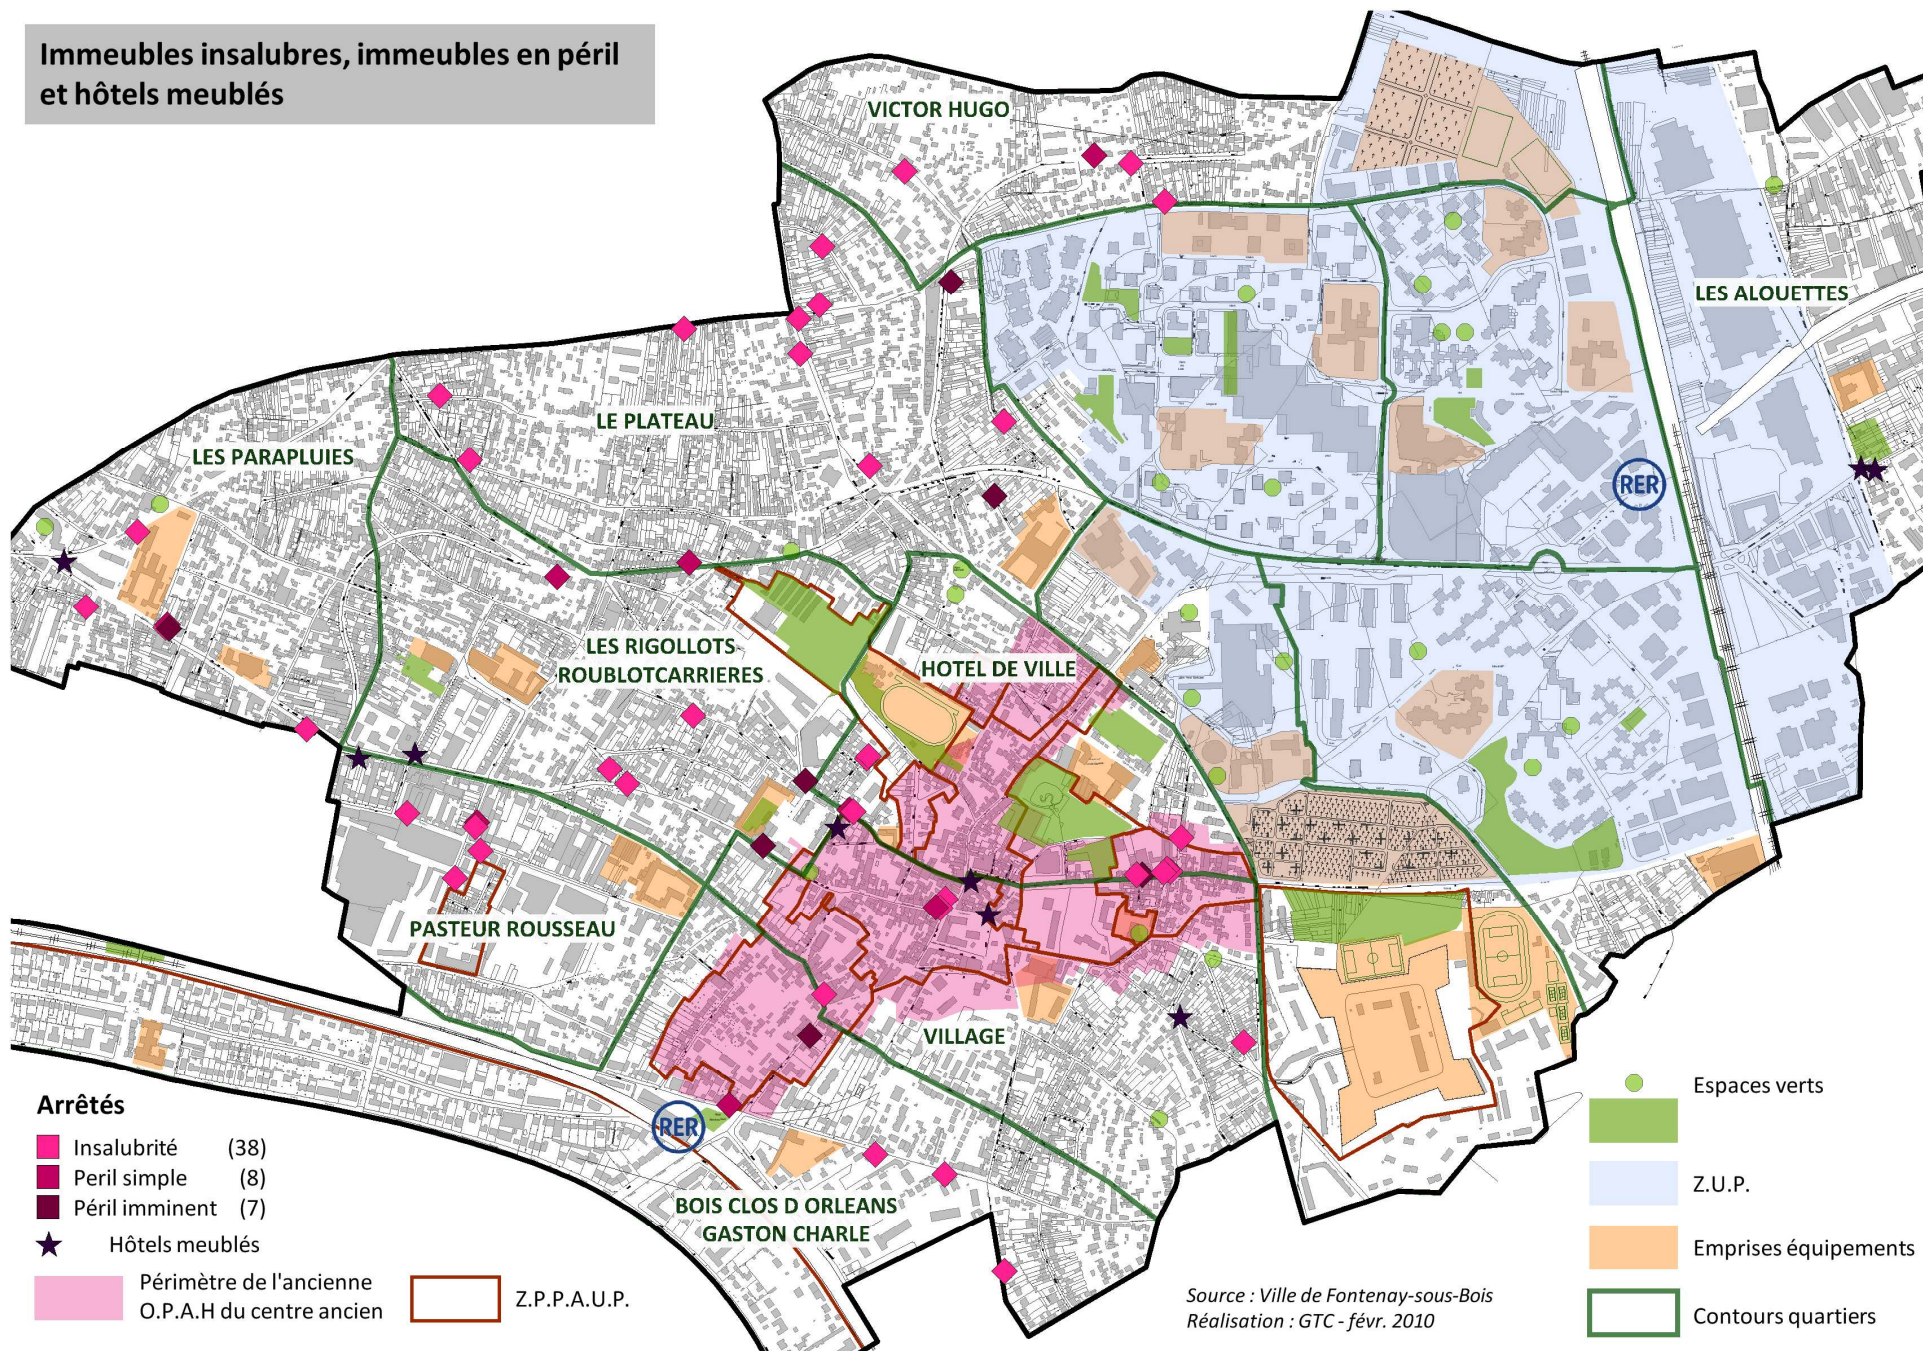 Immeubles insalubres, immeubles en péril
et hôtels meublés
VICTOR HUGO
LES ALOUETTES
LE PLATEAU
LES PARAPLUIES
RER
LES RIGOLLOTS
ROUBLOTCARRIERES
HOTEL DE VILLE
PASTEUR ROUSSEAU
VILLAGE
RER
BOIS CLOS D ORLEANS
GASTON CHARLE
Arrêtés
Insalubrité (38)
Peril simple (8)
Péril imminent (7)
Hôtels meublés
Périmètre de l'ancienne
O.P.A.H du centre ancien
Z.P.P.A.U.P.
Source : Ville de Fontenay-sous-Bois
Réalisation : GTC - févr. 2010
Espaces verts
Z.U.P.
Emprises équipements
Contours quartiers